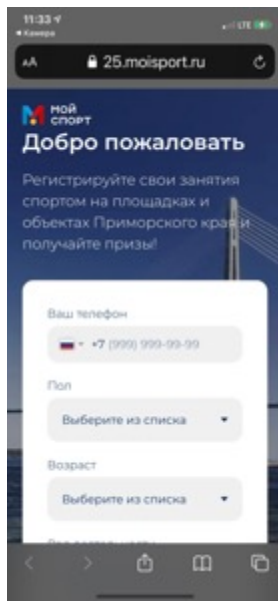 11:33
Камера
LTE
AA
25.moisport.ru
МОЙ
СПОРТ
Добро пожаловать
Регистрируйте свои занятия
спортом на площадках и
объектах Приморского края и
получайте призы!
Ваш телефон
+7 (999) 999-99-99
Пол
Выберите из списка
Возраст
Выберите из списка